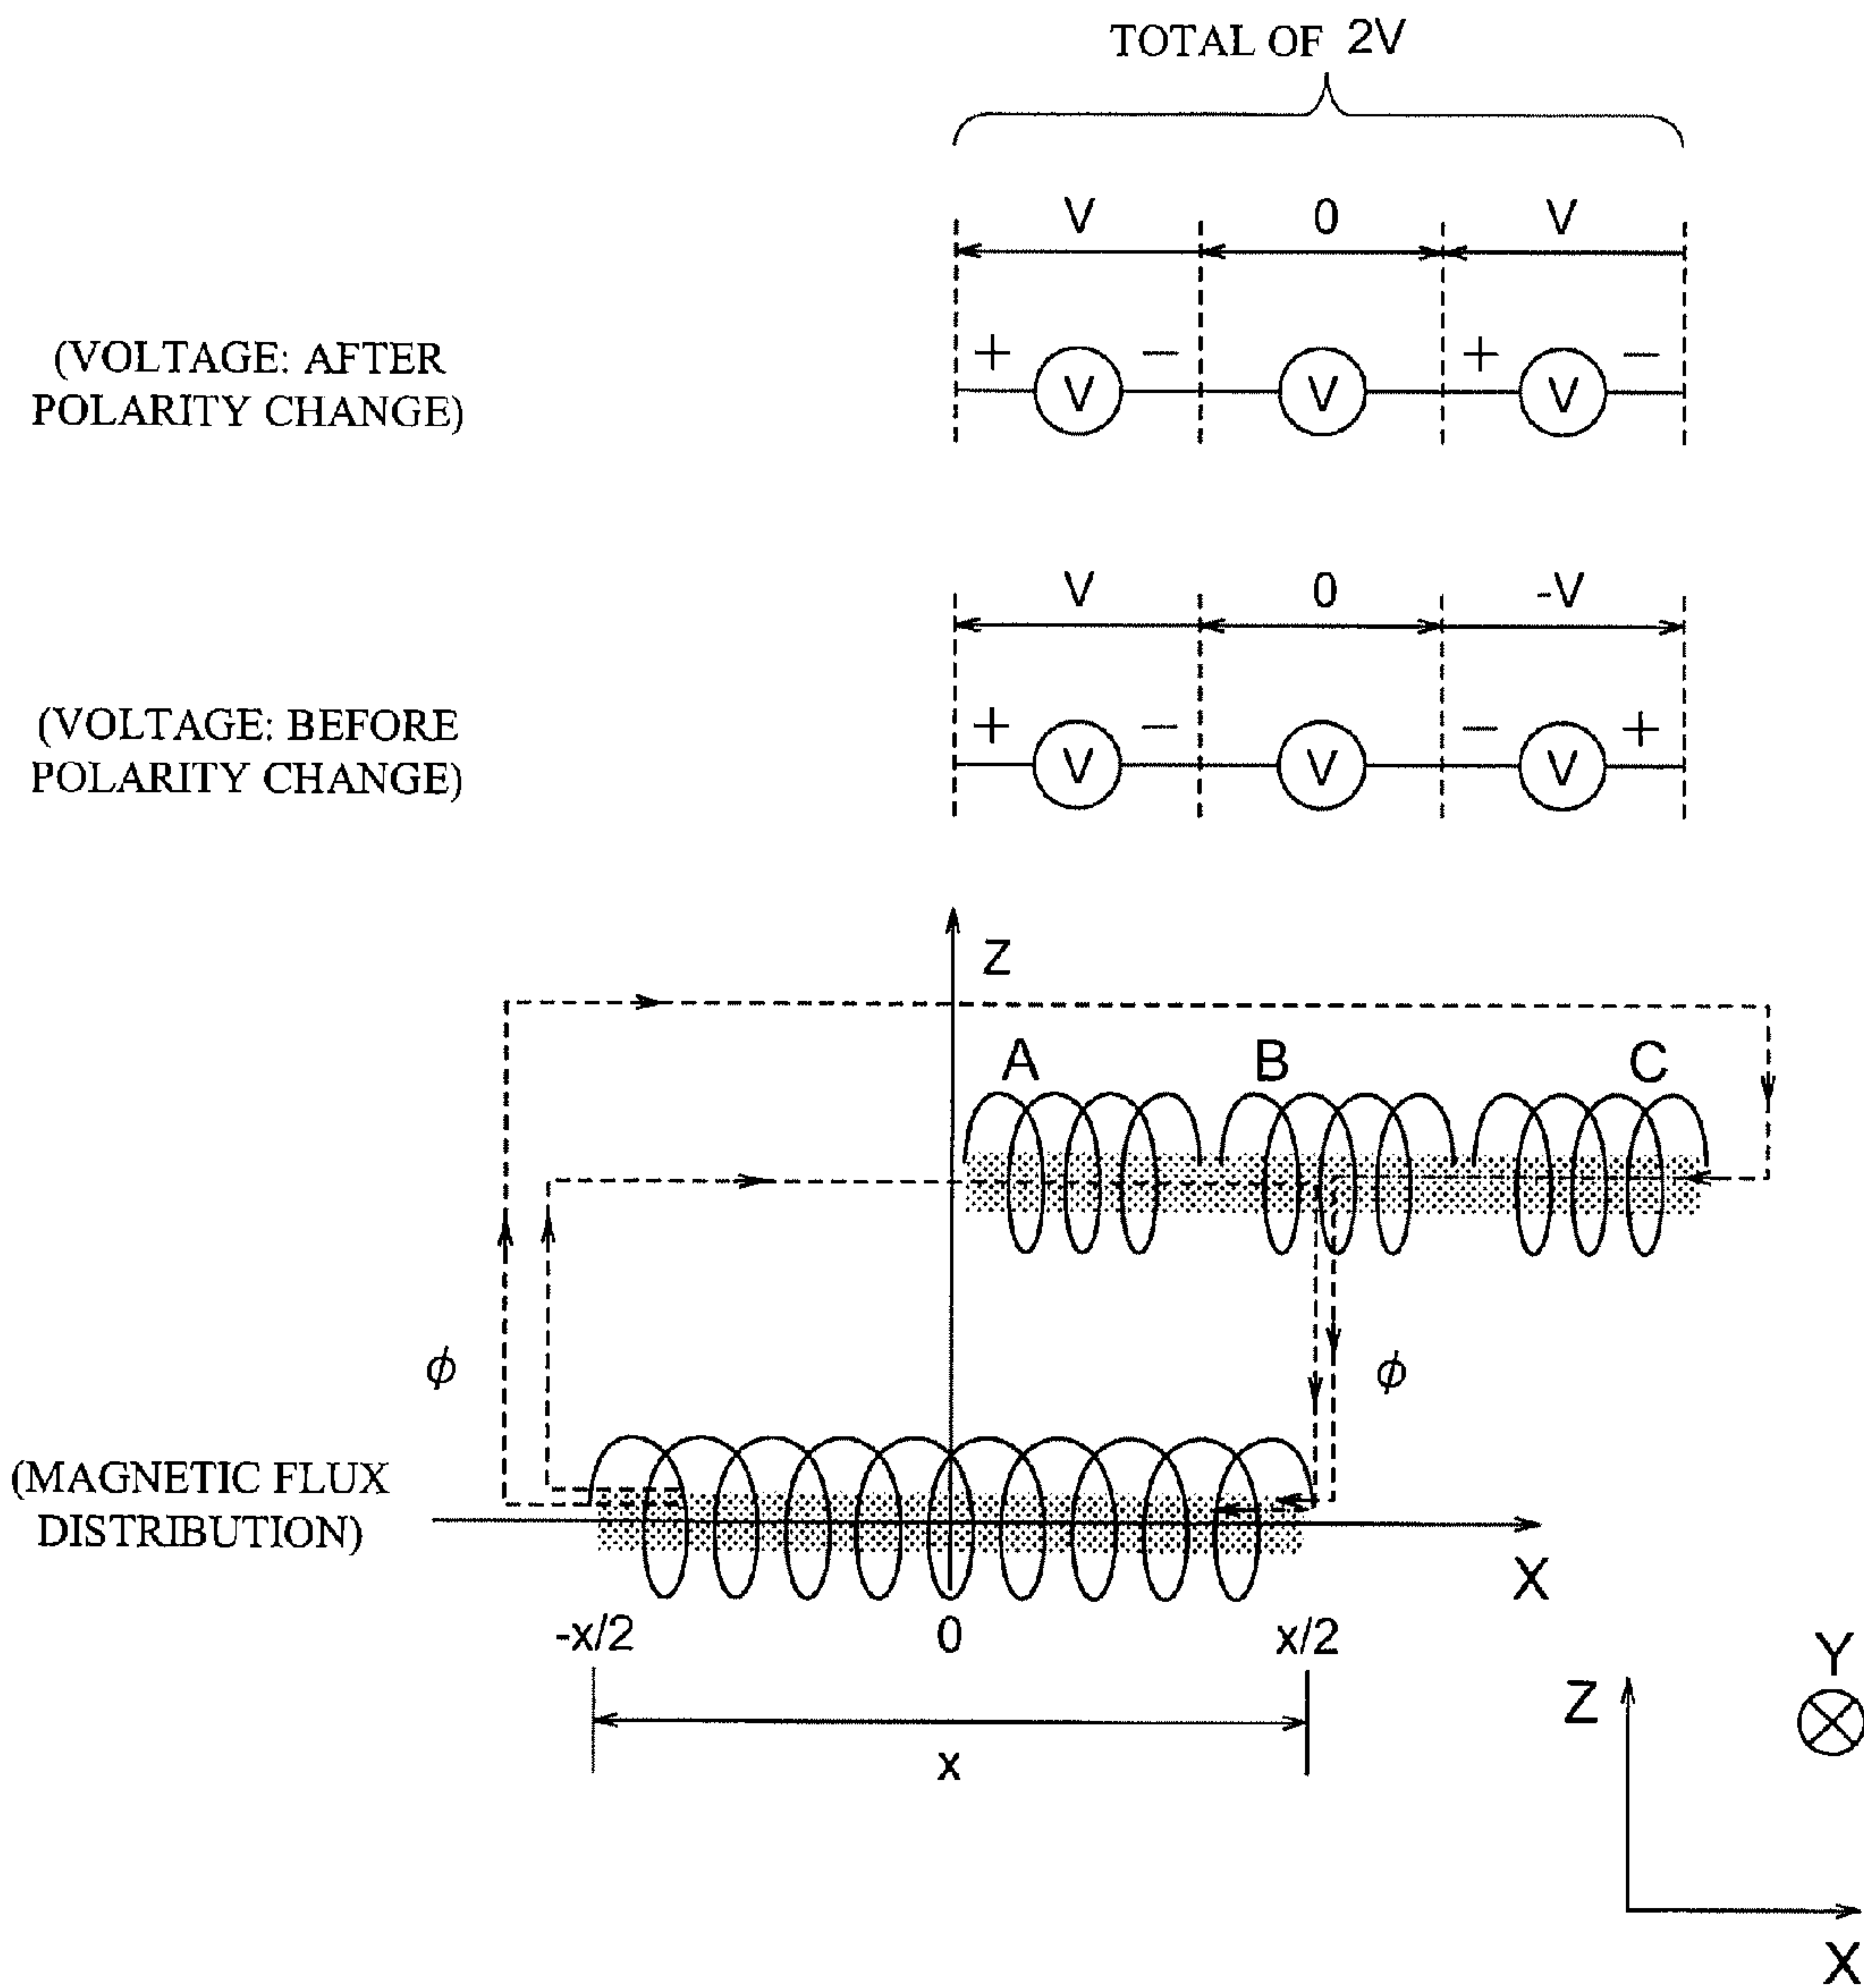 TOTAL OF 2V
V 0 V
(VOLTAGE: AFTER
POLARITY CHANGE)
+ − + −
V V V
V 0 -V
(VOLTAGE: BEFORE
POLARITY CHANGE)
+ − − +
V V V
Z
A B C
ϕ ϕ
(MAGNETIC FLUX
DISTRIBUTION)
X
-x/2 0 x/2
x
Y
Z
X